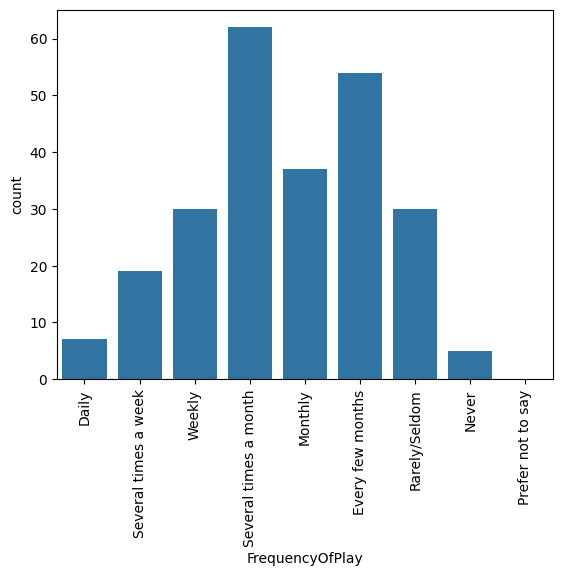 60
50
40
30
20
10
0
count
Daily
Several times a week
Weekly
Several times a month
Monthly
Every few months
Rarely/Seldom
Never
Prefer not to say
FrequencyOfPlay